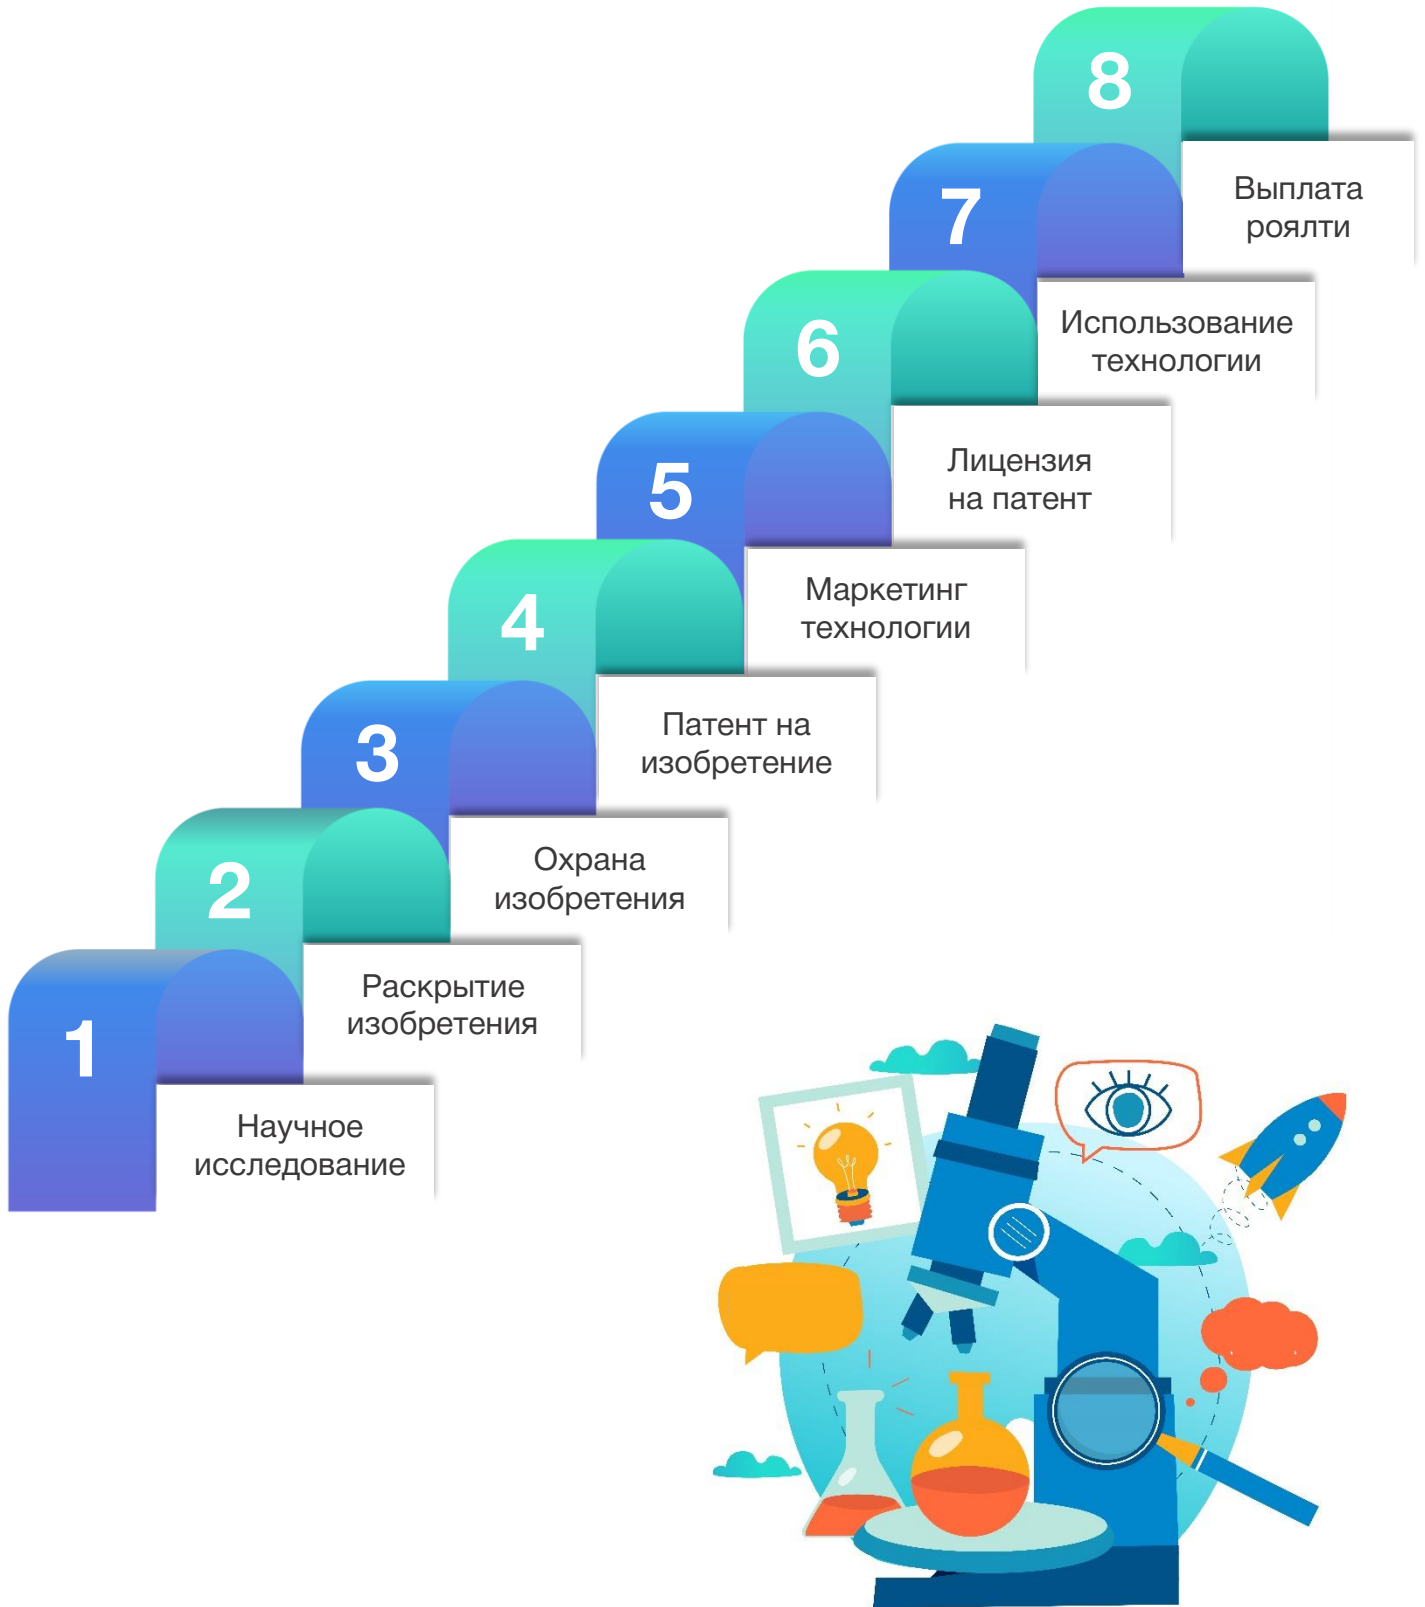 1
Научное
исследование
2
Раскрытие
изобретения
3
Охрана
изобретения
4
Патент на
изобретение
5
Маркетинг
технологии
6
Лицензия
на патент
7
Использование
технологии
8
Выплата
роялти